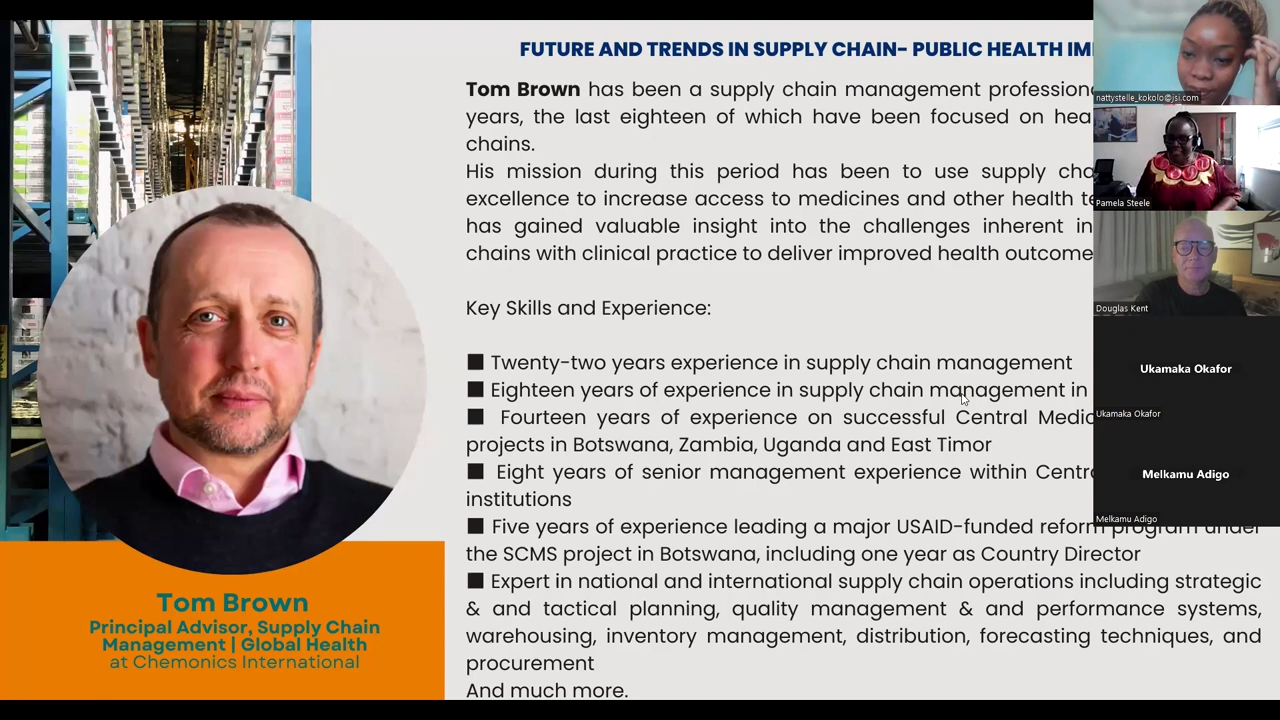 FUTURE AND TRENDS IN SUPPLY CHAIN- PUBLIC HEALTH
Tom Brown has been a supply chain management
years, the last eighteen of which have been focused on
chains.
His mission during this period has been to use supply
excellence to increase access to medicines and other health
has gained valuable insight into the challenges inherent in
chains with clinical practice to deliver improved health
Key Skills and Experience:
■ Twenty-two years experience in supply chain management
■ Eighteen years of experience in supply chain management in
■ Fourteen years of experience on successful Central
projects in Botswana, Zambia, Uganda and East Timor
■ Eight years of senior management experience within
institutions
■ Five years of experience leading a major USAID-funded reform program under
the SCMS project in Botswana, including one year as Country Director
■ Expert in national and international supply chain operations including strategic
& and tactical planning, quality management & and performance systems,
warehousing, inventory management, distribution, forecasting techniques, and
procurement
And much more.
Tom Brown
Principal Advisor, Supply Chain
Management | Global Health
at Chemonics International
nattystelle_kokolo@jsi.com
Pamela Steele
Douglas Kent
Ukamaka Okafor
Ukamaka Okafor
Melkamu Adigo
Melkamu Adigo